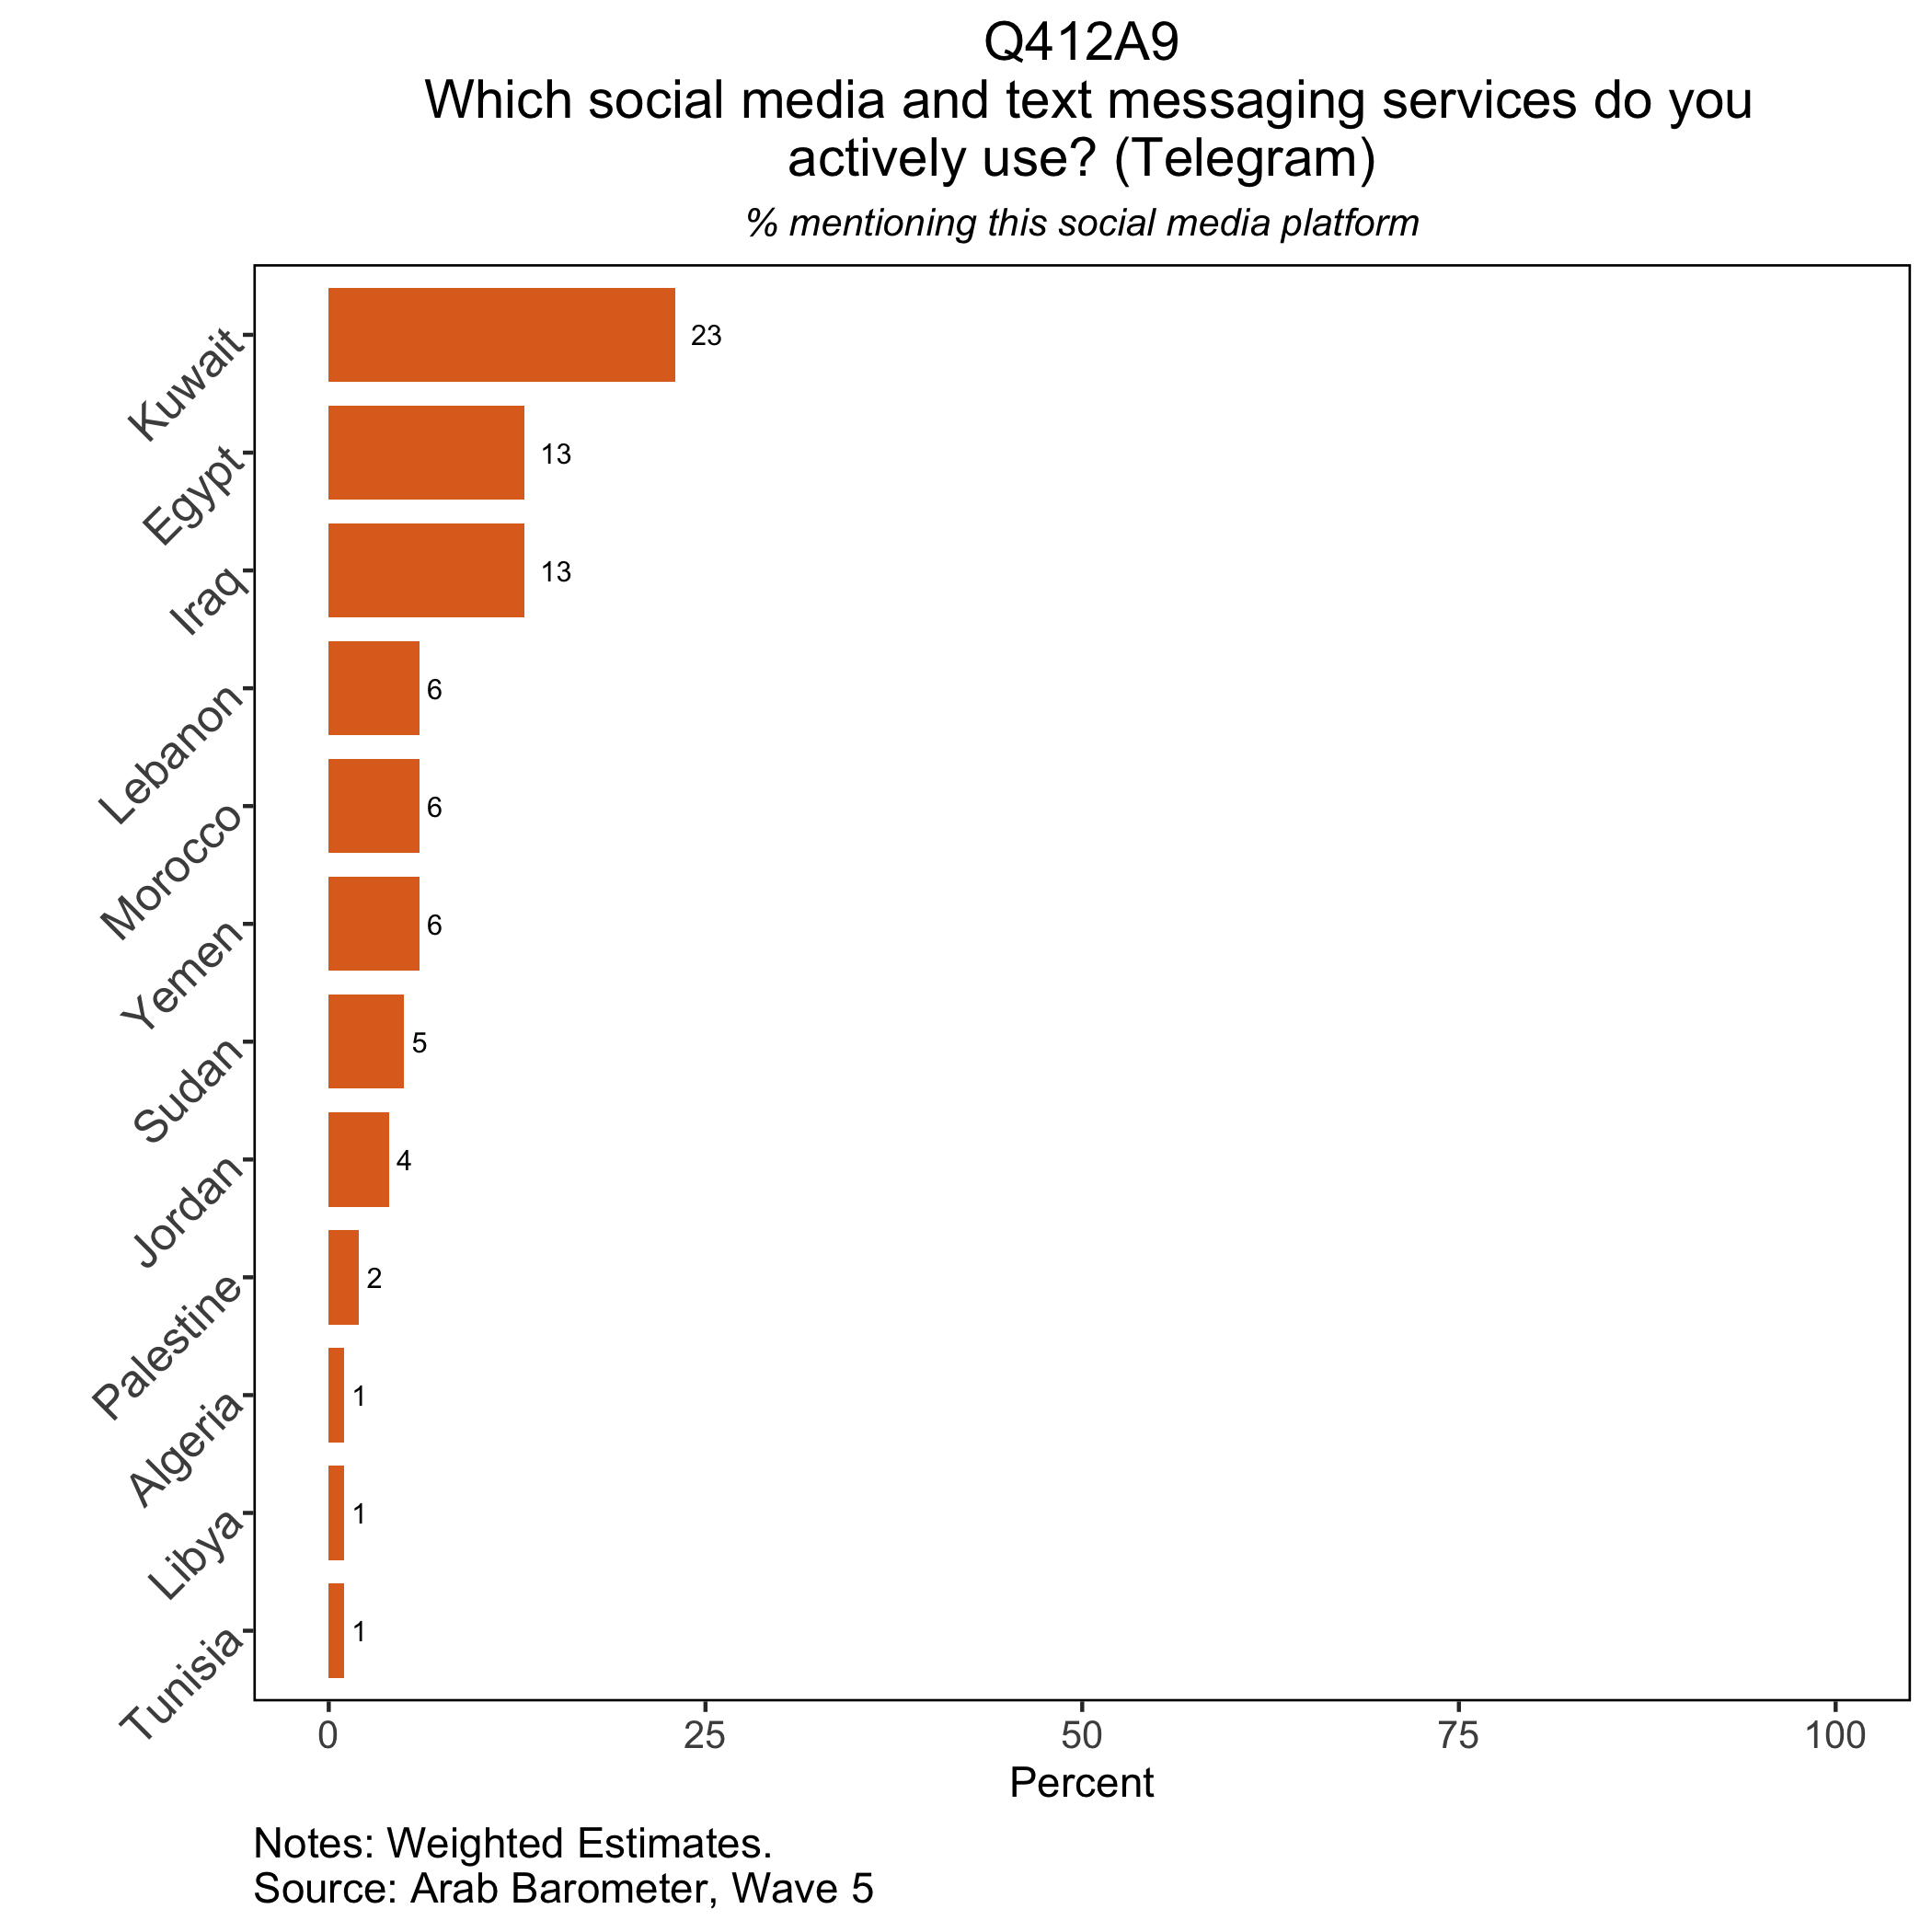 Q412A9
Which social media and text messaging services do you
actively use? (Telegram)
% mentioning this social media platform
Kuwait 23
Egypt 13
Iraq 13
Lebanon 6
Morocco 6
Yemen 6
Sudan 5
Jordan 4
Palestine 2
Algeria 1
Libya 1
Tunisia 1
0 25 50 75 100
Percent
Notes: Weighted Estimates.
Source: Arab Barometer, Wave 5